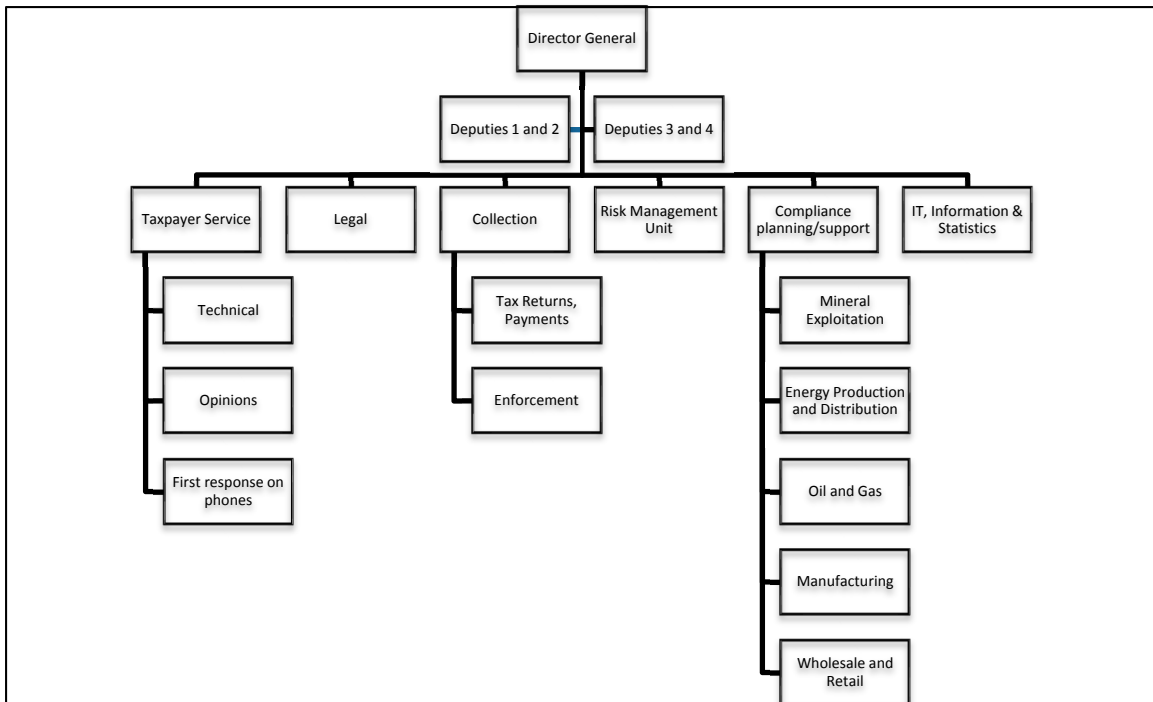 Director General
Deputies 1 and 2
Deputies 3 and 4
Taxpayer Service
Legal
Collection
Risk Management
Unit
Compliance
planning/support
IT, Information &
Statistics
Technical
Opinions
First response on
phones
Tax Returns,
Payments
Enforcement
Mineral
Exploitation
Energy Production
and Distribution
Oil and Gas
Manufacturing
Wholesale and
Retail